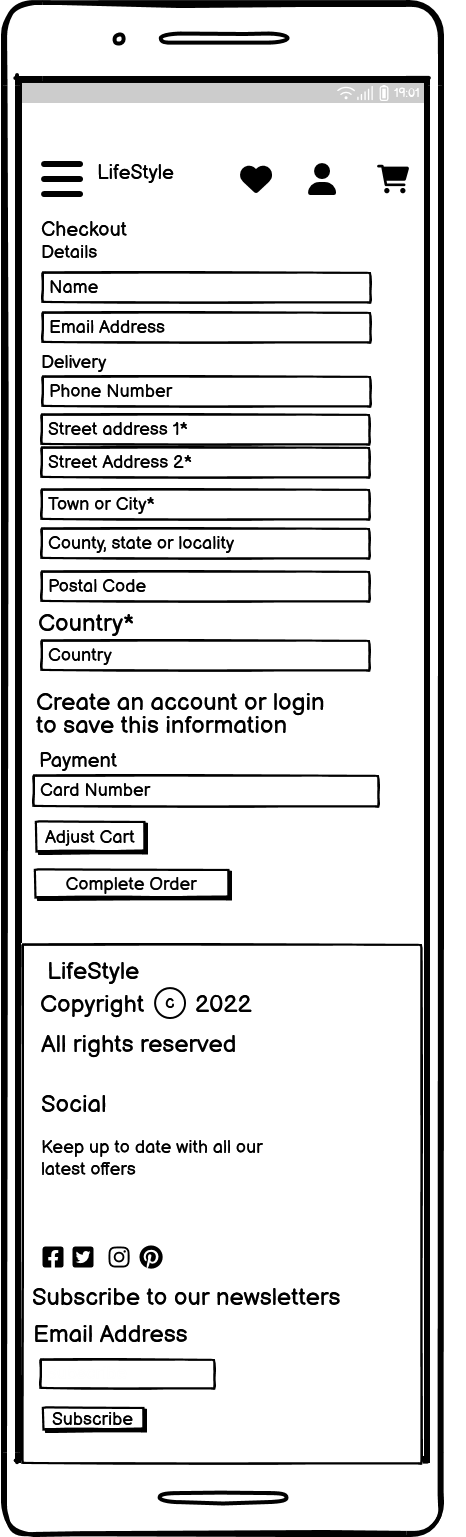 19:01
LifeStyle
Checkout
Details
Name
Email Address
Delivery
Phone Number
Street address 1*
Street Address 2*
Town or City*
County, state or locality
Postal Code
Country*
Country
Create an account or login
to save this information
Payment
Card Number
Adjust Cart
Complete Order
LifeStyle
Copyright © 2022
All rights reserved
Social
Keep up to date with all our
latest offers
Subscribe to our newsletters
Email Address
Subscribe